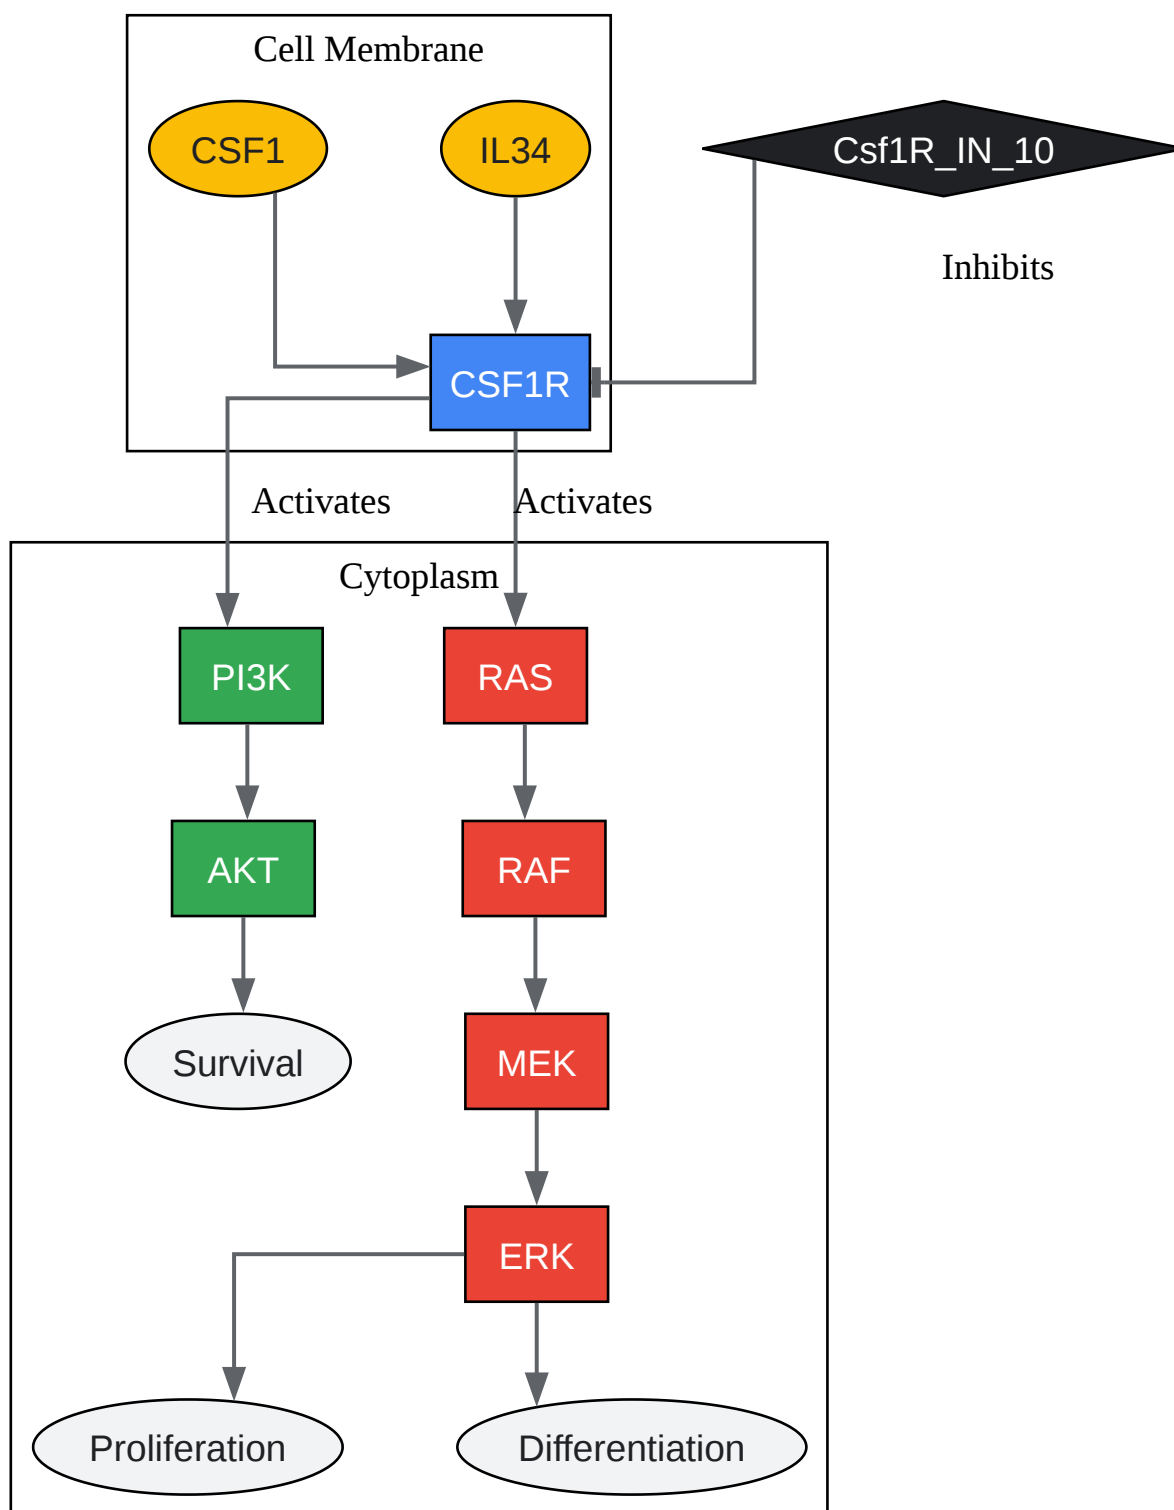 Cell Membrane
CSF1
IL34
Csf1R_IN_10
Inhibits
CSF1R
Activates
Activates
Cytoplasm
PI3K
RAS
AKT
RAF
Survival
MEK
ERK
Proliferation
Differentiation